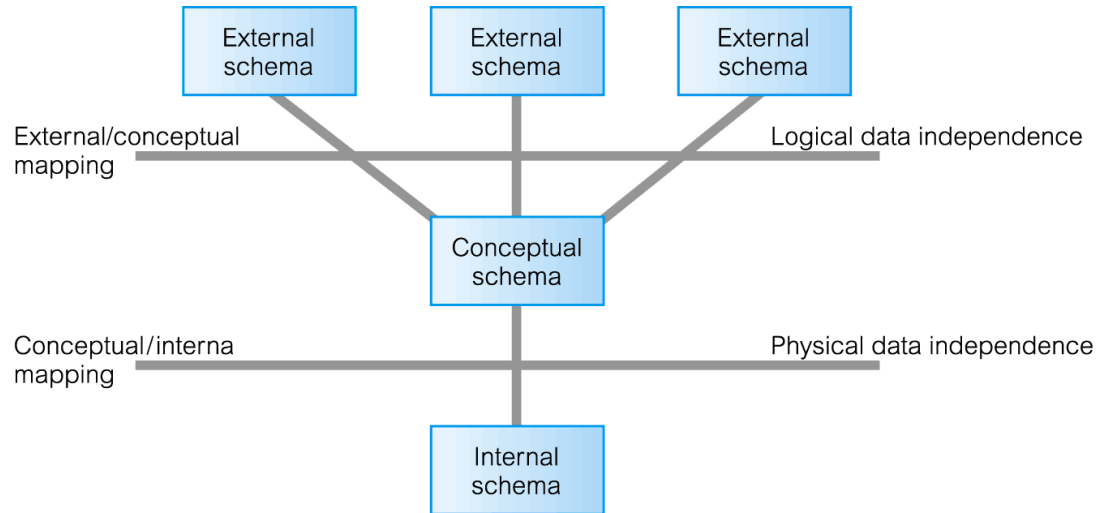 External
schema
External
schema
External
schema
External/conceptual
mapping
Logical data independence
Conceptual
schema
Conceptual/interna
mapping
Physical data independence
Internal
schema